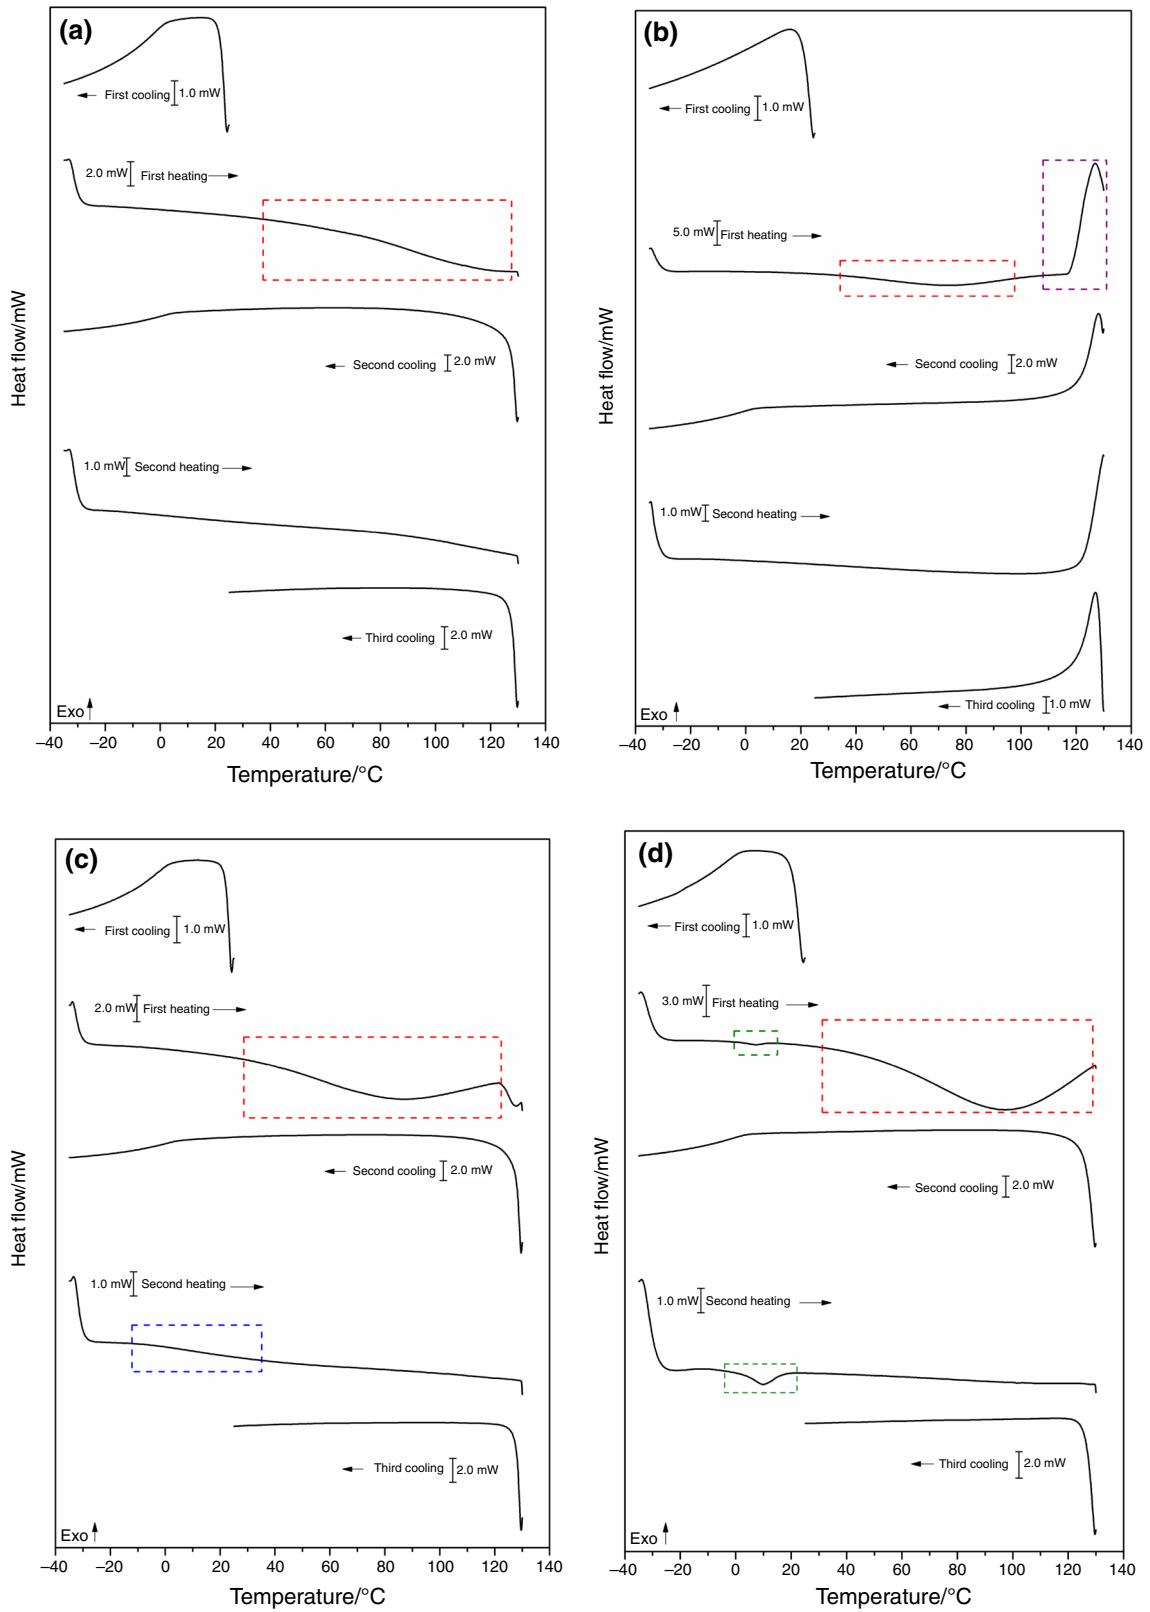 (a)
First cooling 1.0 mW
2.0 mW First heating
Second cooling 2.0 mW
1.0 mW Second heating
Third cooling 2.0 mW
Exo
Heat flow/mW
–40 –20 0 20 40 60 80 100 120 140
Temperature/°C
(b)
First cooling 1.0 mW
5.0 mW First heating
Second cooling 2.0 mW
1.0 mW Second heating
Third cooling 1.0 mW
Exo
Heat flow/mW
–40 –20 0 20 40 60 80 100 120 140
Temperature/°C
(c)
First cooling 1.0 mW
2.0 mW First heating
Second cooling 2.0 mW
1.0 mW Second heating
Third cooling 2.0 mW
Exo
Heat flow/mW
–40 –20 0 20 40 60 80 100 120 140
Temperature/°C
(d)
First cooling 1.0 mW
3.0 mW First heating
Second cooling 2.0 mW
1.0 mW Second heating
Third cooling 2.0 mW
Exo
Heat flow/mW
–40 –20 0 20 40 60 80 100 120 140
Temperature/°C